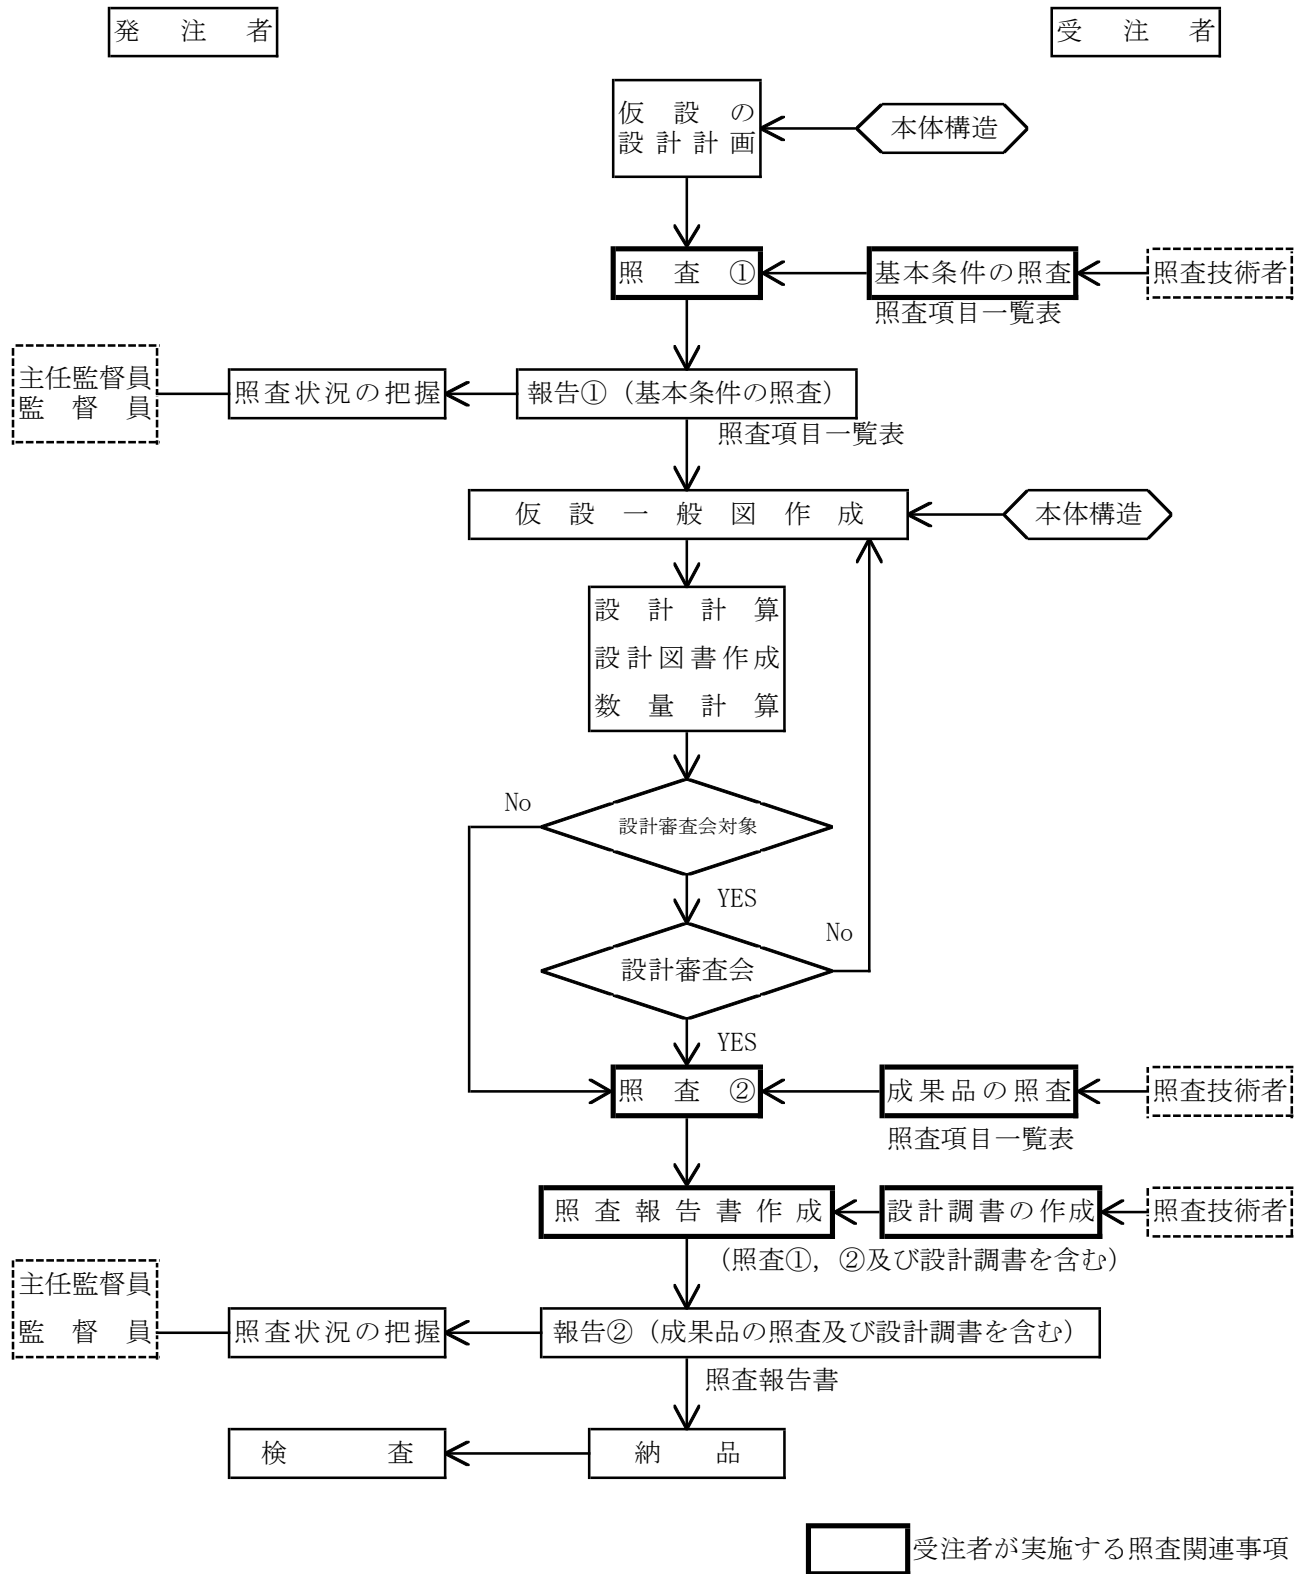 発注者
受注者
仮設の
設計計画
本体構造
照査①
基本条件の照査
照査技術者
照査項目一覧表
主任監督員
監督員
照査状況の把握
報告①（基本条件の照査）
照査項目一覧表
仮設一般図作成
本体構造
設計計算
設計図書作成
数量計算
No
設計審査会対象
YES
No
設計審査会
YES
照査②
成果品の照査
照査技術者
照査項目一覧表
照査報告書作成
設計調書の作成
照査技術者
（照査①，②及び設計調書を含む）
主任監督員
監督員
照査状況の把握
報告②（成果品の照査及び設計調書を含む）
照査報告書
検査
納品
受注者が実施する照査関連事項